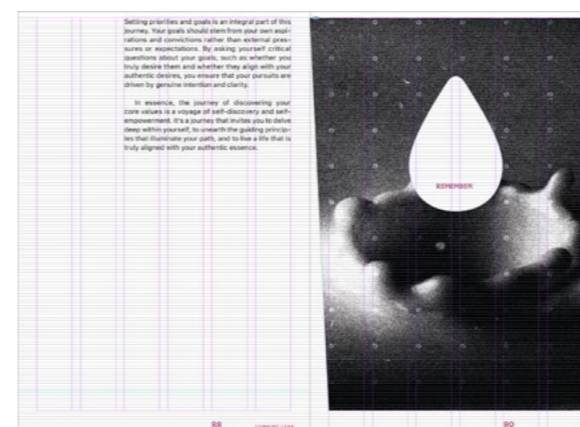 Setting priorities and goals is an integral part of this
journey. Your goals should stem from your own aspi-
rations and convictions rather than external pres-
sures or expectations. By asking yourself critical
questions about your goals, such as whether you
truly desire them and whether they align with your
authentic desires, you ensure that your pursuits are
driven by genuine intention and clarity.
In essence, the journey of discovering your
core values is a voyage of self-discovery and self-
empowerment. It's a journey that invites you to delve
deep within yourself, to unearth the guiding princip-
les that illuminate your path, and to live a life that is
truly aligned with your authentic essence.
REMEMBER